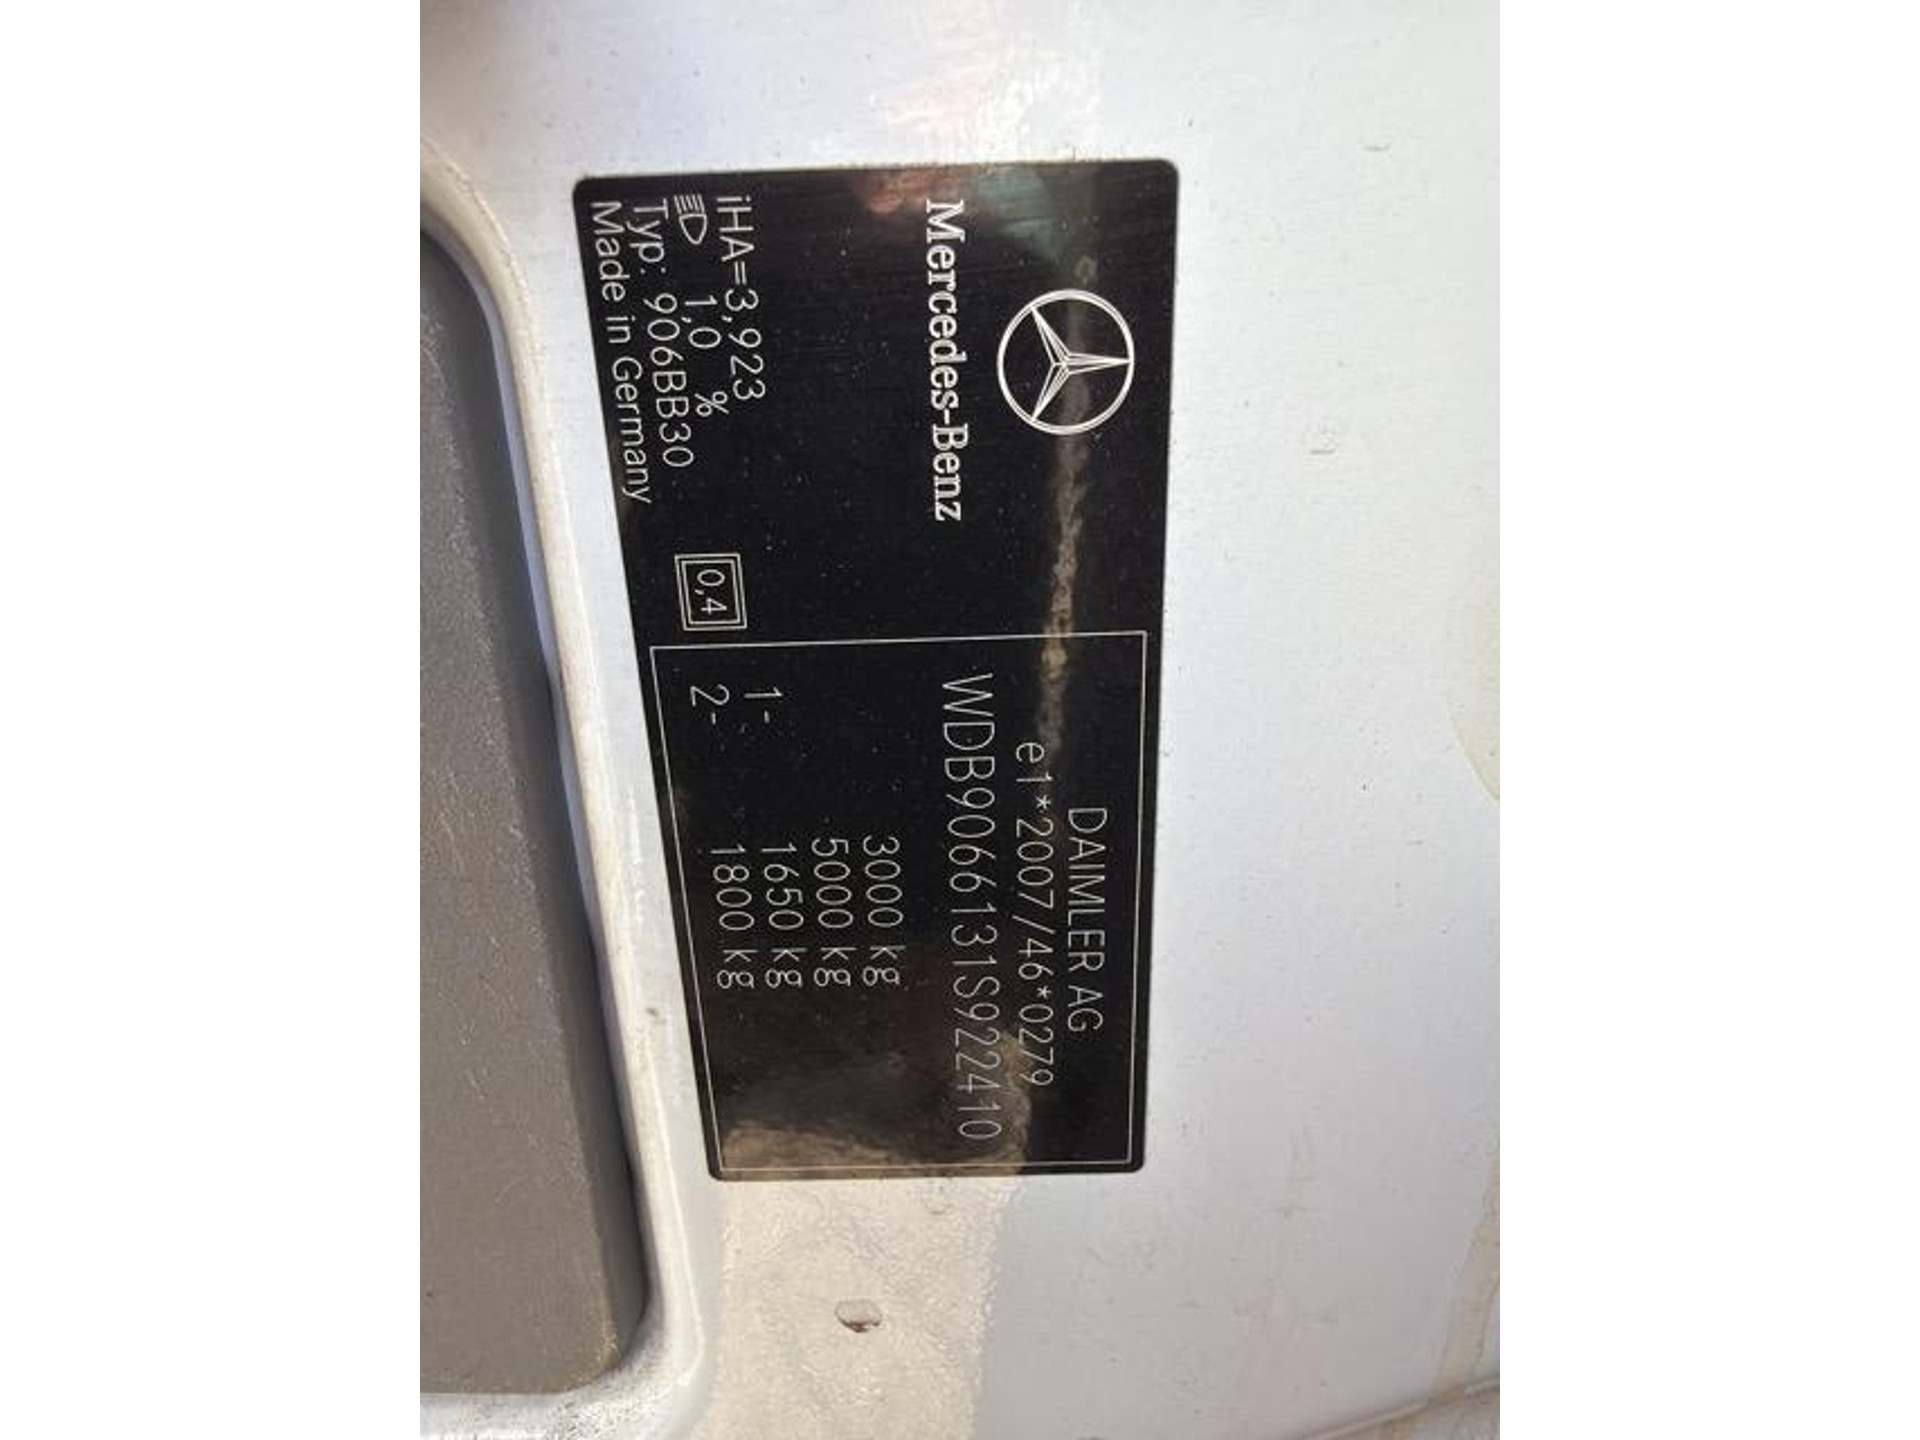 Mercedes-Benz
iHA=3,923
1,0 %
Typ: 906BB30
Made in Germany
0,4
DAIMLER AG
e1*2007/46*0279
WDB9066131S922410
3000 kg
5000 kg
1- 1650 kg
2- 1800 kg